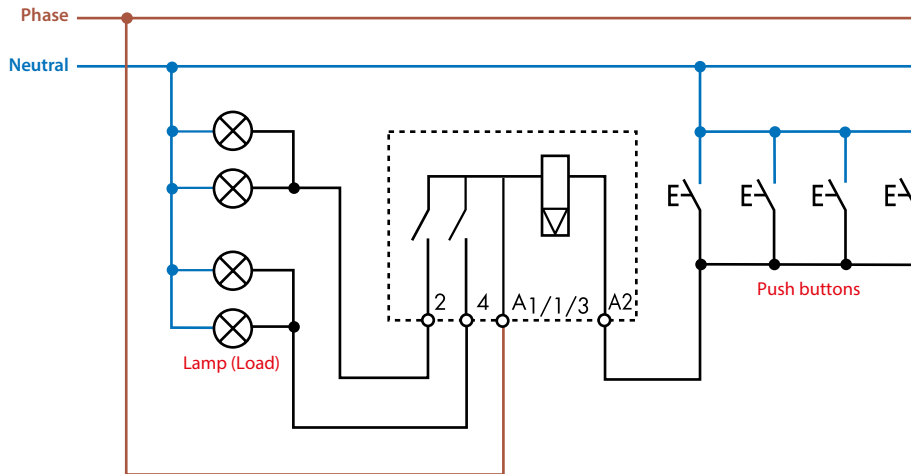 Phase
Neutral
2 4 A1/1/3 A2
Push buttons
Lamp (Load)